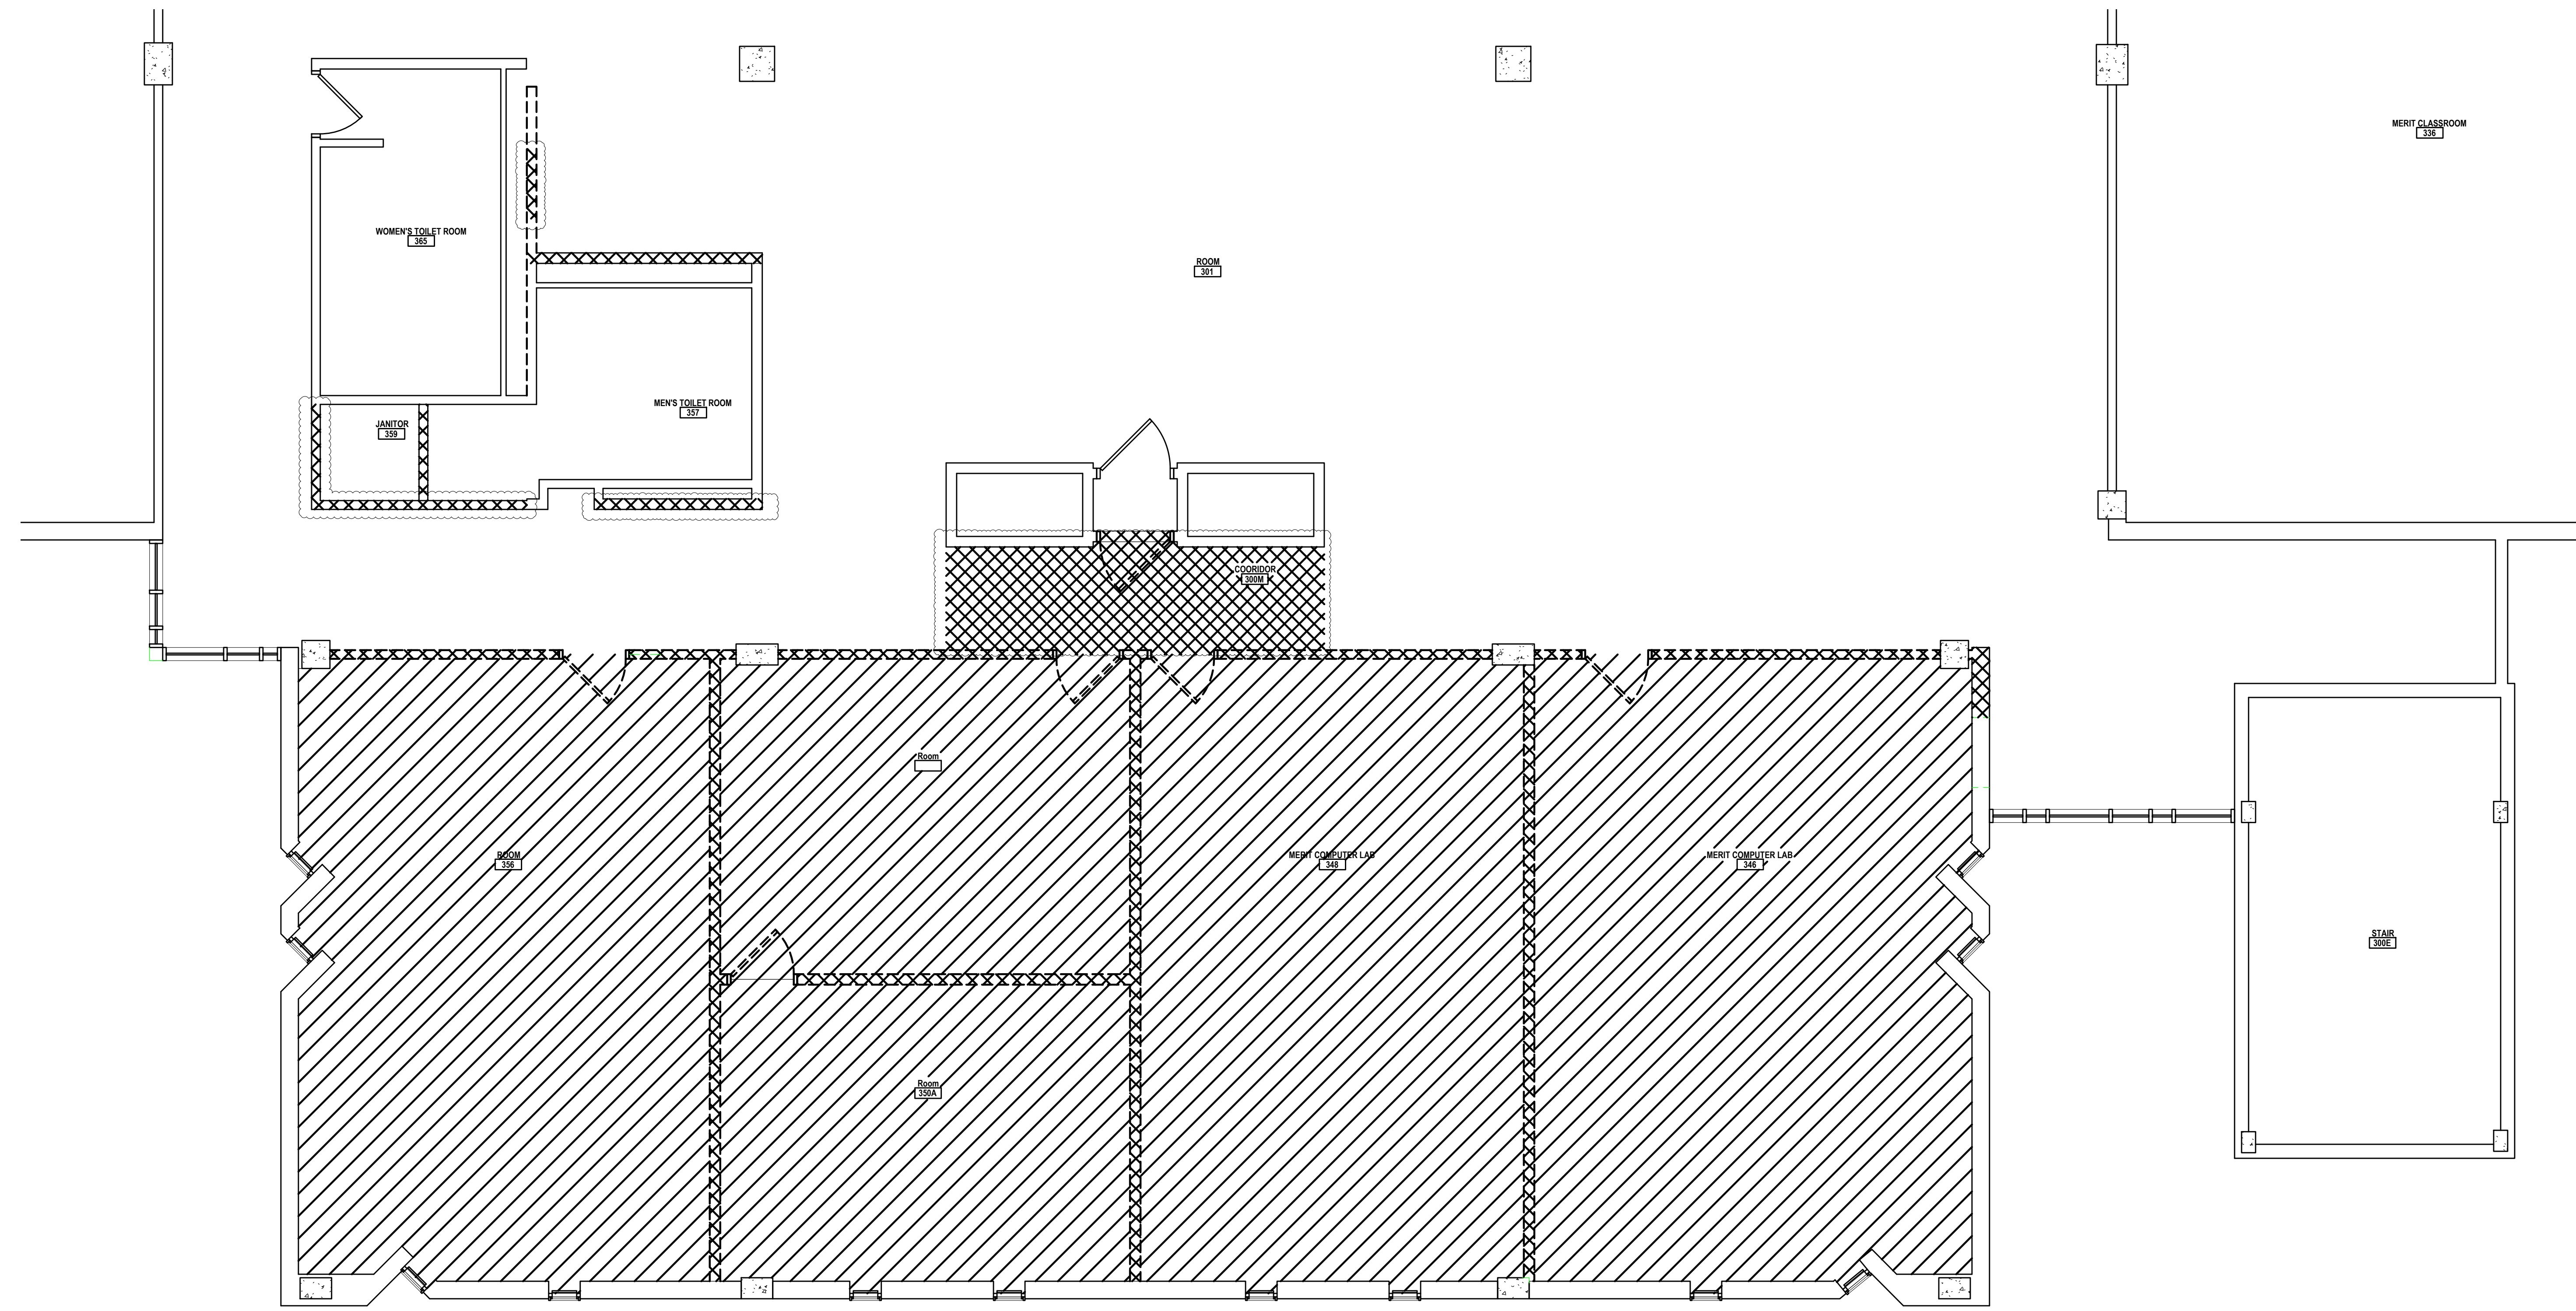 MERIT CLASSROOM
336
WOMEN'S TOILET ROOM
365
ROOM
301
MEN'S TOILET ROOM
357
JANITOR
359
COORIDOR
300M
Room
ROOM
356
MERIT COMPUTER LAB
348
MERIT COMPUTER LAB
346
STAIR
300E
Room
350A